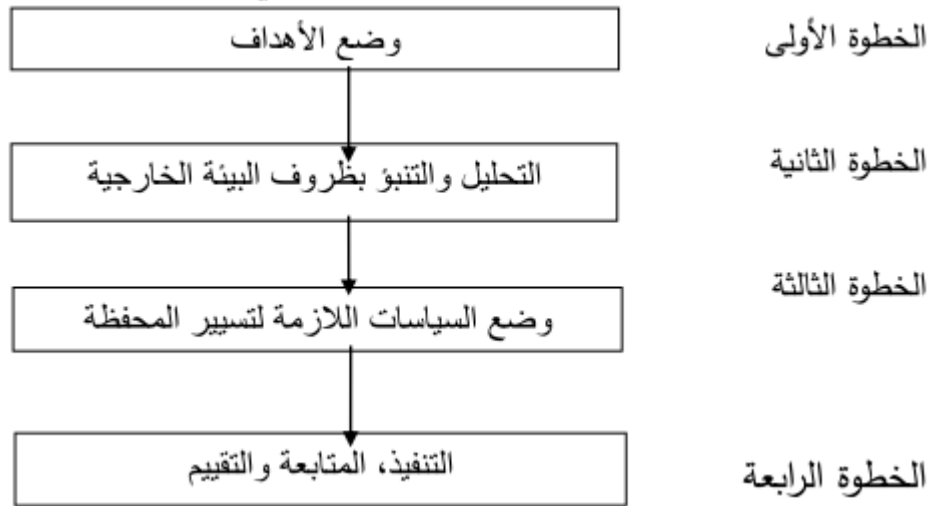 الخطوة الأولى
وضع الأهداف
الخطوة الثانية
التحليل والتنبؤ بظروف البيئة الخارجية
الخطوة الثالثة
وضع السياسات اللازمة لتسيير المحفظة
الخطوة الرابعة
التنفيذ، المتابعة والتقييم